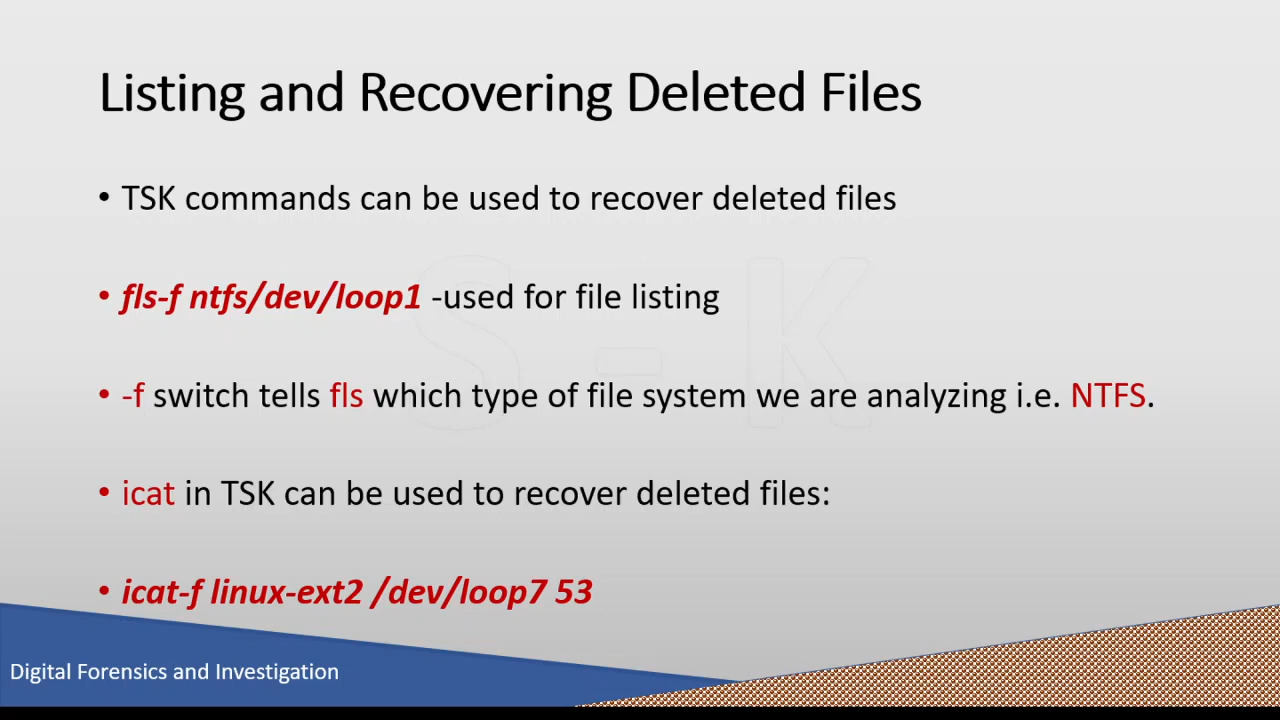 Listing and Recovering Deleted Files
• TSK commands can be used to recover deleted files
• fls-f ntfs/dev/loop1 -used for file listing
• -f switch tells fls which type of file system we are analyzing i.e. NTFS.
• icat in TSK can be used to recover deleted files:
• icat-f linux-ext2 /dev/loop7 53
S - K
Digital Forensics and Investigation